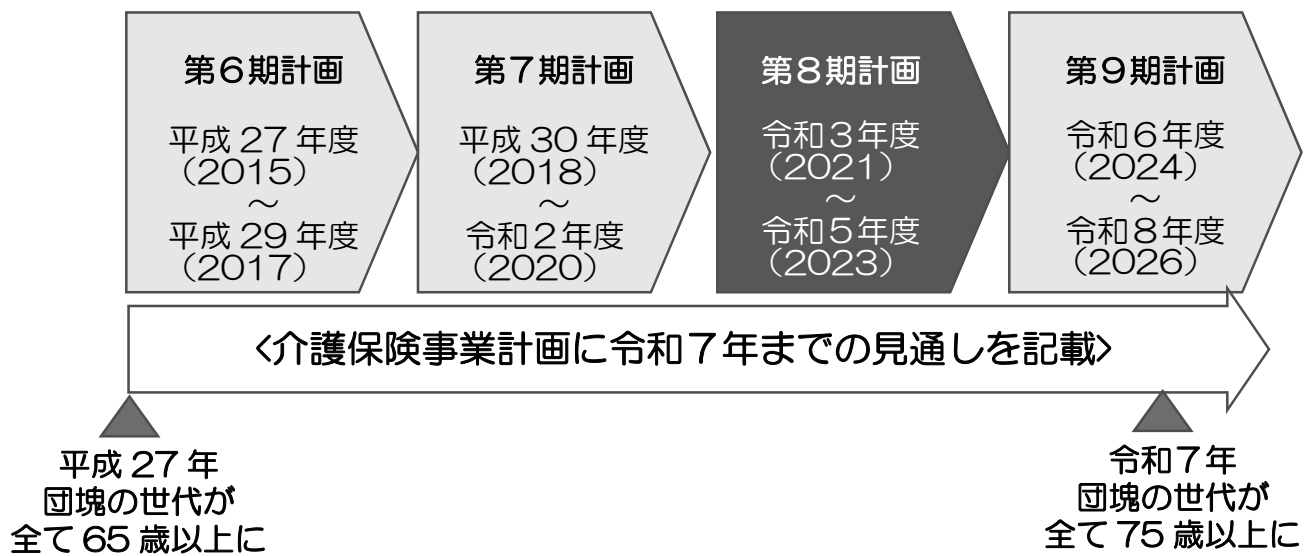 第６期計画
平成 27 年度
（2015）
～
平成 29 年度
（2017）
第７期計画
平成 30 年度
（2018）
～
令和２年度
（2020）
第８期計画
令和３年度
（2021）
～
令和５年度
（2023）
第９期計画
令和６年度
（2024）
～
令和８年度
（2026）
<介護保険事業計画に令和７年までの見通しを記載>
平成 27 年
団塊の世代が
全て 65 歳以上に
令和７年
団塊の世代が
全て 75 歳以上に